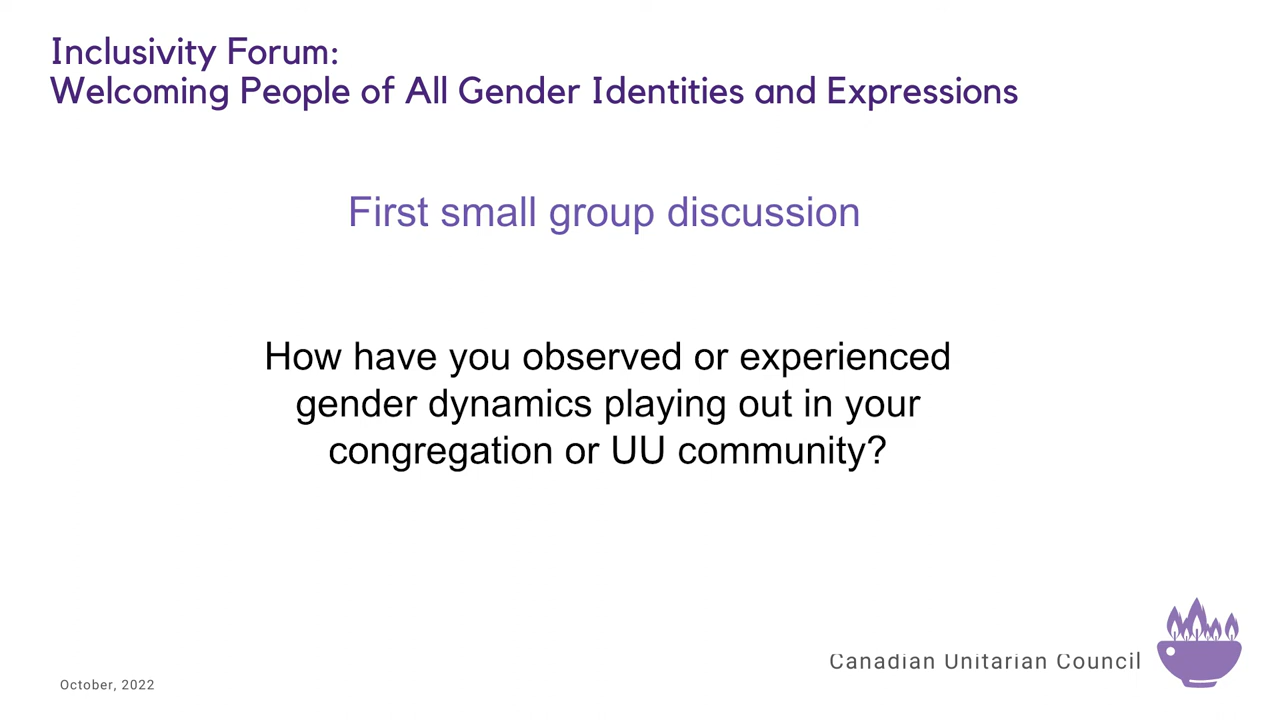 Inclusivity Forum:
Welcoming People of All Gender Identities and Expressions
First small group discussion
How have you observed or experienced
gender dynamics playing out in your
congregation or UU community?
Canadian Unitarian Council
October, 2022